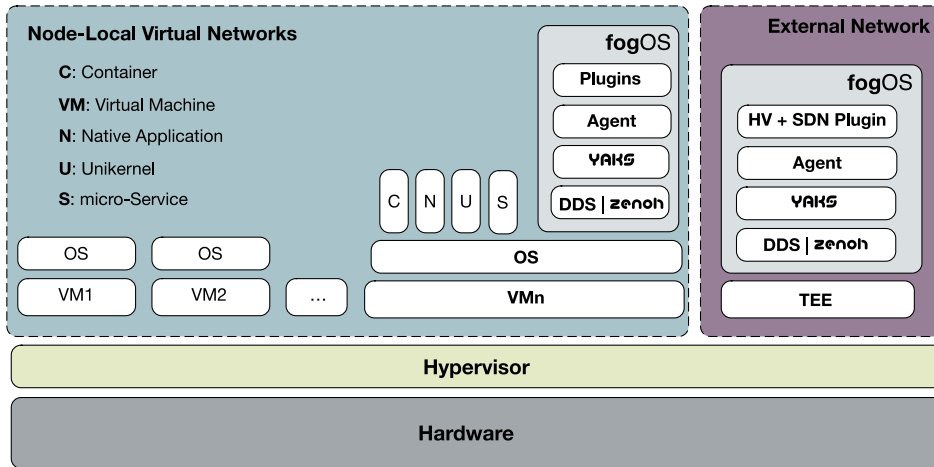 Node-Local Virtual Networks
C: Container
VM: Virtual Machine
N: Native Application
U: Unikernel
S: micro-Service
fogOS
Plugins
Agent
YAKS
DDS | zenoh
C N U S
OS
OS
OS
VM1
VM2
...
VMn
External Network
fogOS
HV + SDN Plugin
Agent
YAKS
DDS | zenoh
TEE
Hypervisor
Hardware